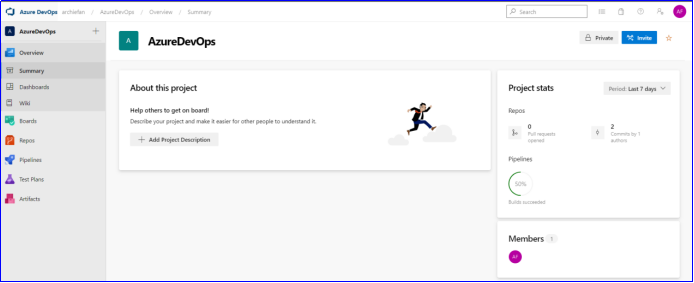 Azure DevOps archiefan / AzureDevOps / Overview / Summary
Search
AF
A AzureDevOps
Overview
Summary
Dashboards
Wiki
Boards
Repos
Pipelines
Test Plans
Artifacts
A AzureDevOps
Private
Invite
About this project
Help others to get on board!
Describe your project and make it easier for other people to understand it.
+ Add Project Description
Project stats
Period: Last 7 days
Repos
0
Pull requests
opened
2
Commits by 1
authors
Pipelines
50%
Builds succeeded
Members 1
AF